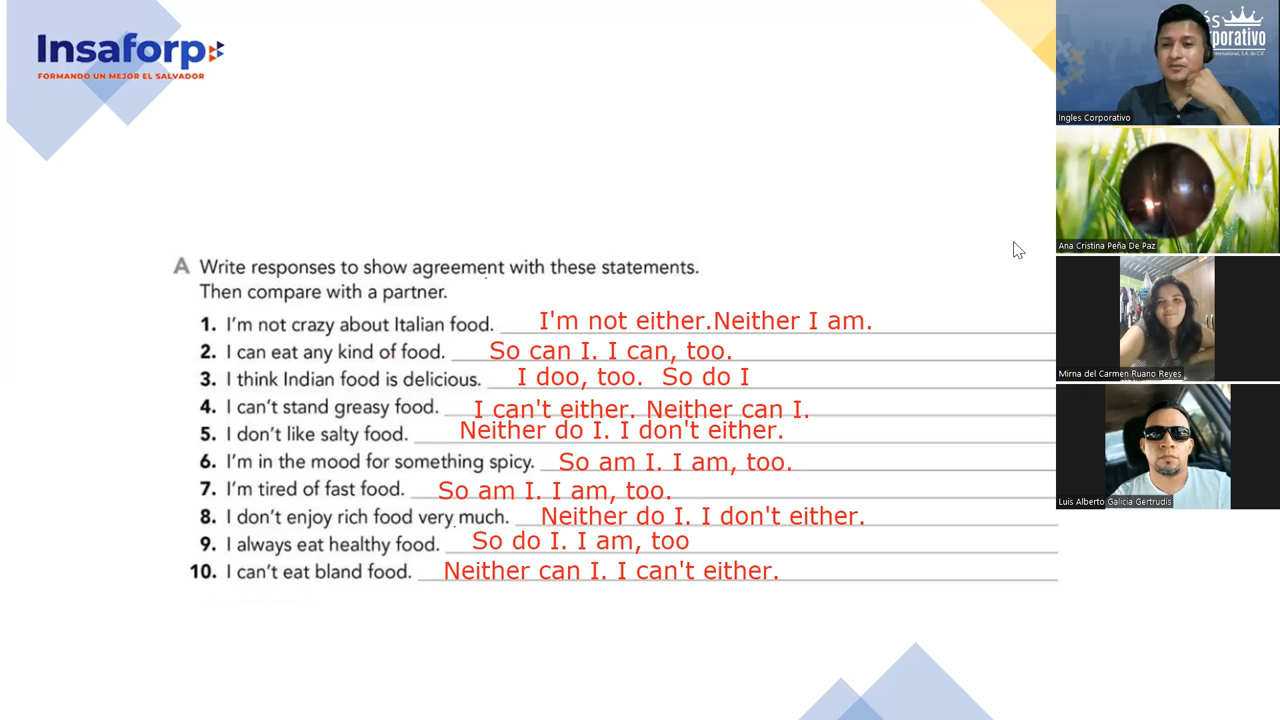 Insaforp
FORMANDO UN MEJOR EL SALVADOR
A Write responses to show agreement with these statements.
Then compare with a partner.
1. I'm not crazy about Italian food. I'm not either.Neither I am.
2. I can eat any kind of food. So can I. I can, too.
3. I think Indian food is delicious. I doo, too. So do I
4. I can't stand greasy food. I can't either. Neither can I.
5. I don't like salty food. Neither do I. I don't either.
6. I'm in the mood for something spicy. So am I. I am, too.
7. I'm tired of fast food. So am I. I am, too.
8. I don't enjoy rich food very much. Neither do I. I don't either.
9. I always eat healthy food. So do I. I am, too
10. I can't eat bland food. Neither can I. I can't either.
Ingles Corporativo
Ana Cristina Peña De Paz
Mirna del Carmen Ruano Reyes
Luis Alberto Galicia Gertrudis